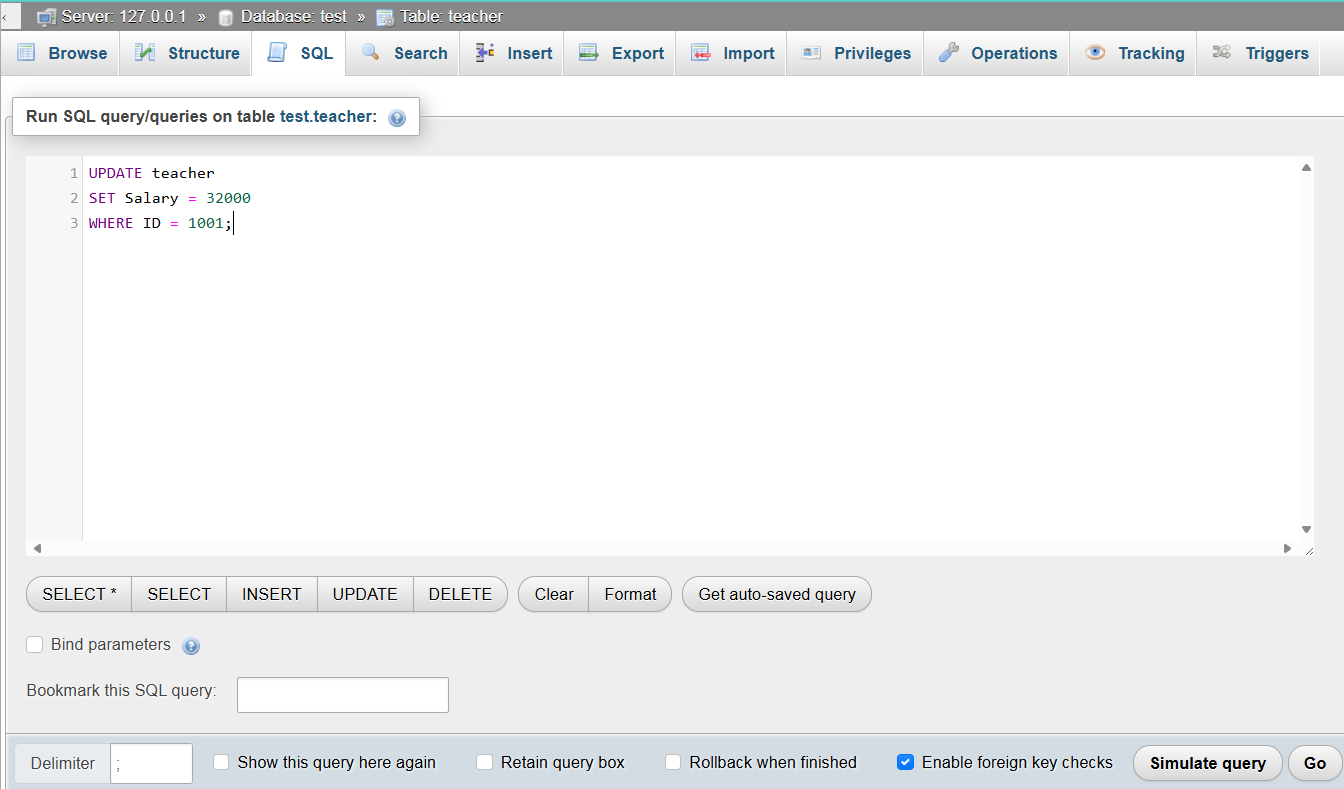 Server: 127.0.0.1 » Database: test » Table: teacher
Browse Structure SQL Search Insert Export Import Privileges Operations Tracking Triggers
Run SQL query/queries on table test.teacher:
1 UPDATE teacher
2 SET Salary = 32000
3 WHERE ID = 1001;
SELECT * SELECT INSERT UPDATE DELETE Clear Format Get auto-saved query
Bind parameters
Bookmark this SQL query:
Delimiter ; Show this query here again Retain query box Rollback when finished Enable foreign key checks Simulate query Go